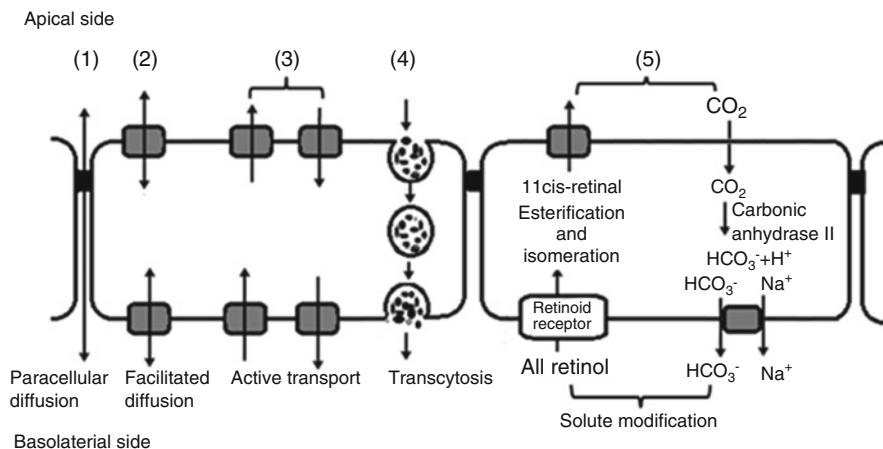 Apical side
(1)
(2)
(3)
(4)
(5)
CO₂
CO₂
11cis-retinal
Esterification
and
isomeration
Carbonic
anhydrase II
HCO₃⁻+H⁺
HCO₃⁻
Na⁺
Retinoid
receptor
Paracellular
diffusion
Facilitated
diffusion
Active transport
Transcytosis
All retinol
HCO₃⁻
Na⁺
Solute modification
Basolaterial side